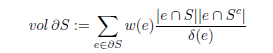 vol ∂S := ∑_{e∈∂S} w(e) |e ∩ S||e ∩ S^c| / δ(e)